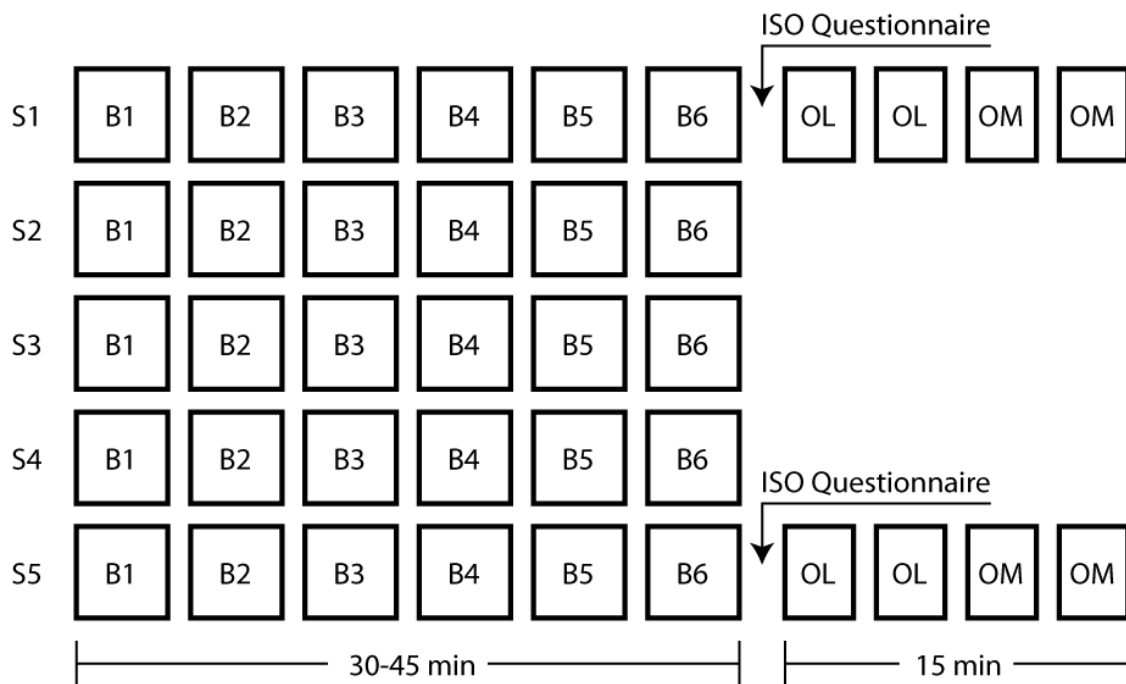 ISO Questionnaire
S1 B1 B2 B3 B4 B5 B6 OL OL OM OM
S2 B1 B2 B3 B4 B5 B6
S3 B1 B2 B3 B4 B5 B6
S4 B1 B2 B3 B4 B5 B6
ISO Questionnaire
S5 B1 B2 B3 B4 B5 B6 OL OL OM OM
30-45 min 15 min